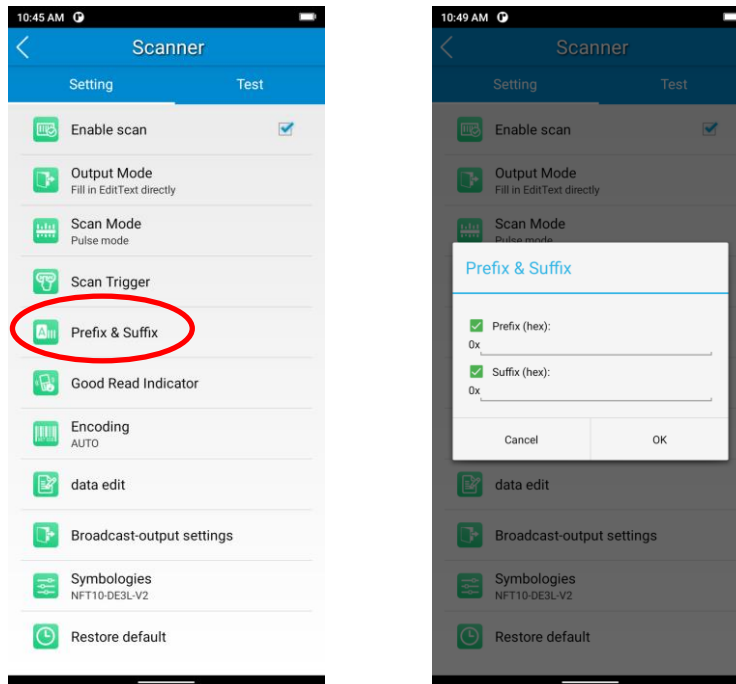 10:45 AM
Scanner
Setting Test
Enable scan
Output Mode
Fill in EditText directly
Scan Mode
Pulse mode
Scan Trigger
Prefix & Suffix
Good Read Indicator
Encoding
AUTO
data edit
Broadcast-output settings
Symbologies
NFT10-DE3L-V2
Restore default
10:49 AM
Scanner
Setting Test
Enable scan
Output Mode
Fill in EditText directly
Scan Mode
Pulse mode
Prefix & Suffix
Prefix (hex):
0x
Suffix (hex):
0x
Cancel OK
data edit
Broadcast-output settings
Symbologies
NFT10-DE3L-V2
Restore default